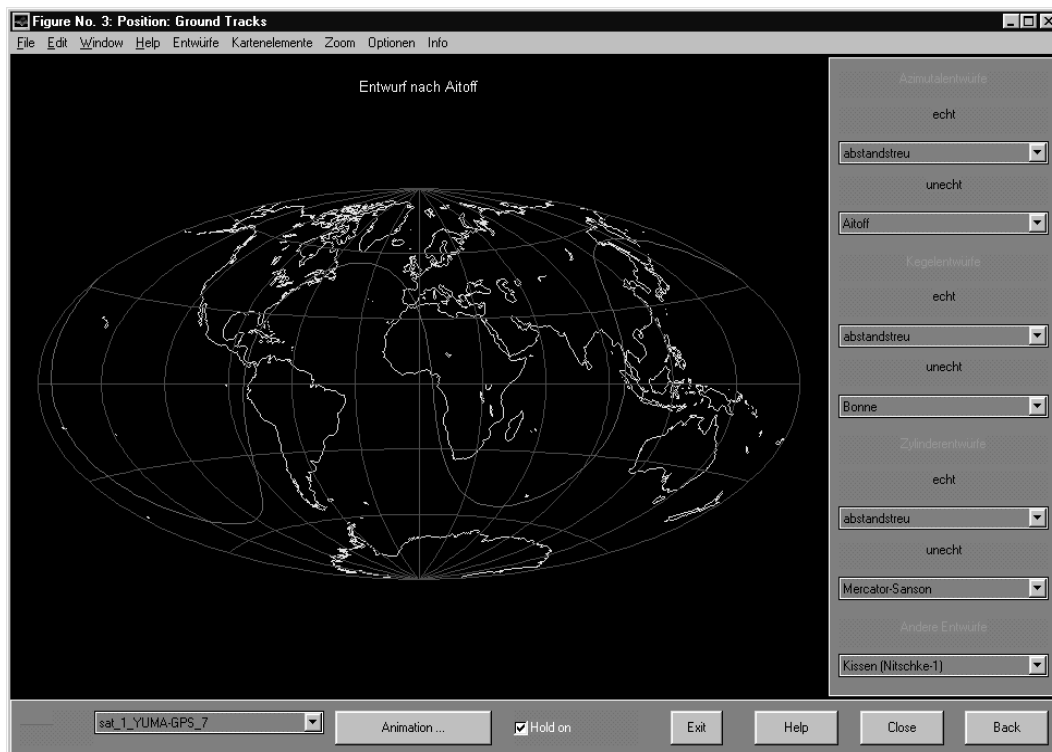 Figure No. 3: Position: Ground Tracks
File Edit Window Help Entwürfe Kartenelemente Zoom Optionen Info
Entwurf nach Aitoff
Azimutalentwürfe
echt
abstandstreu
unecht
Aitoff
Kegelentwürfe
echt
abstandstreu
unecht
Bonne
Zylinderentwürfe
echt
abstandstreu
unecht
Mercator-Sanson
Andere Entwürfe
Kissen (Nitschke-1)
sat_1_YUMA-GPS_7
Animation ...
Hold on
Exit
Help
Close
Back